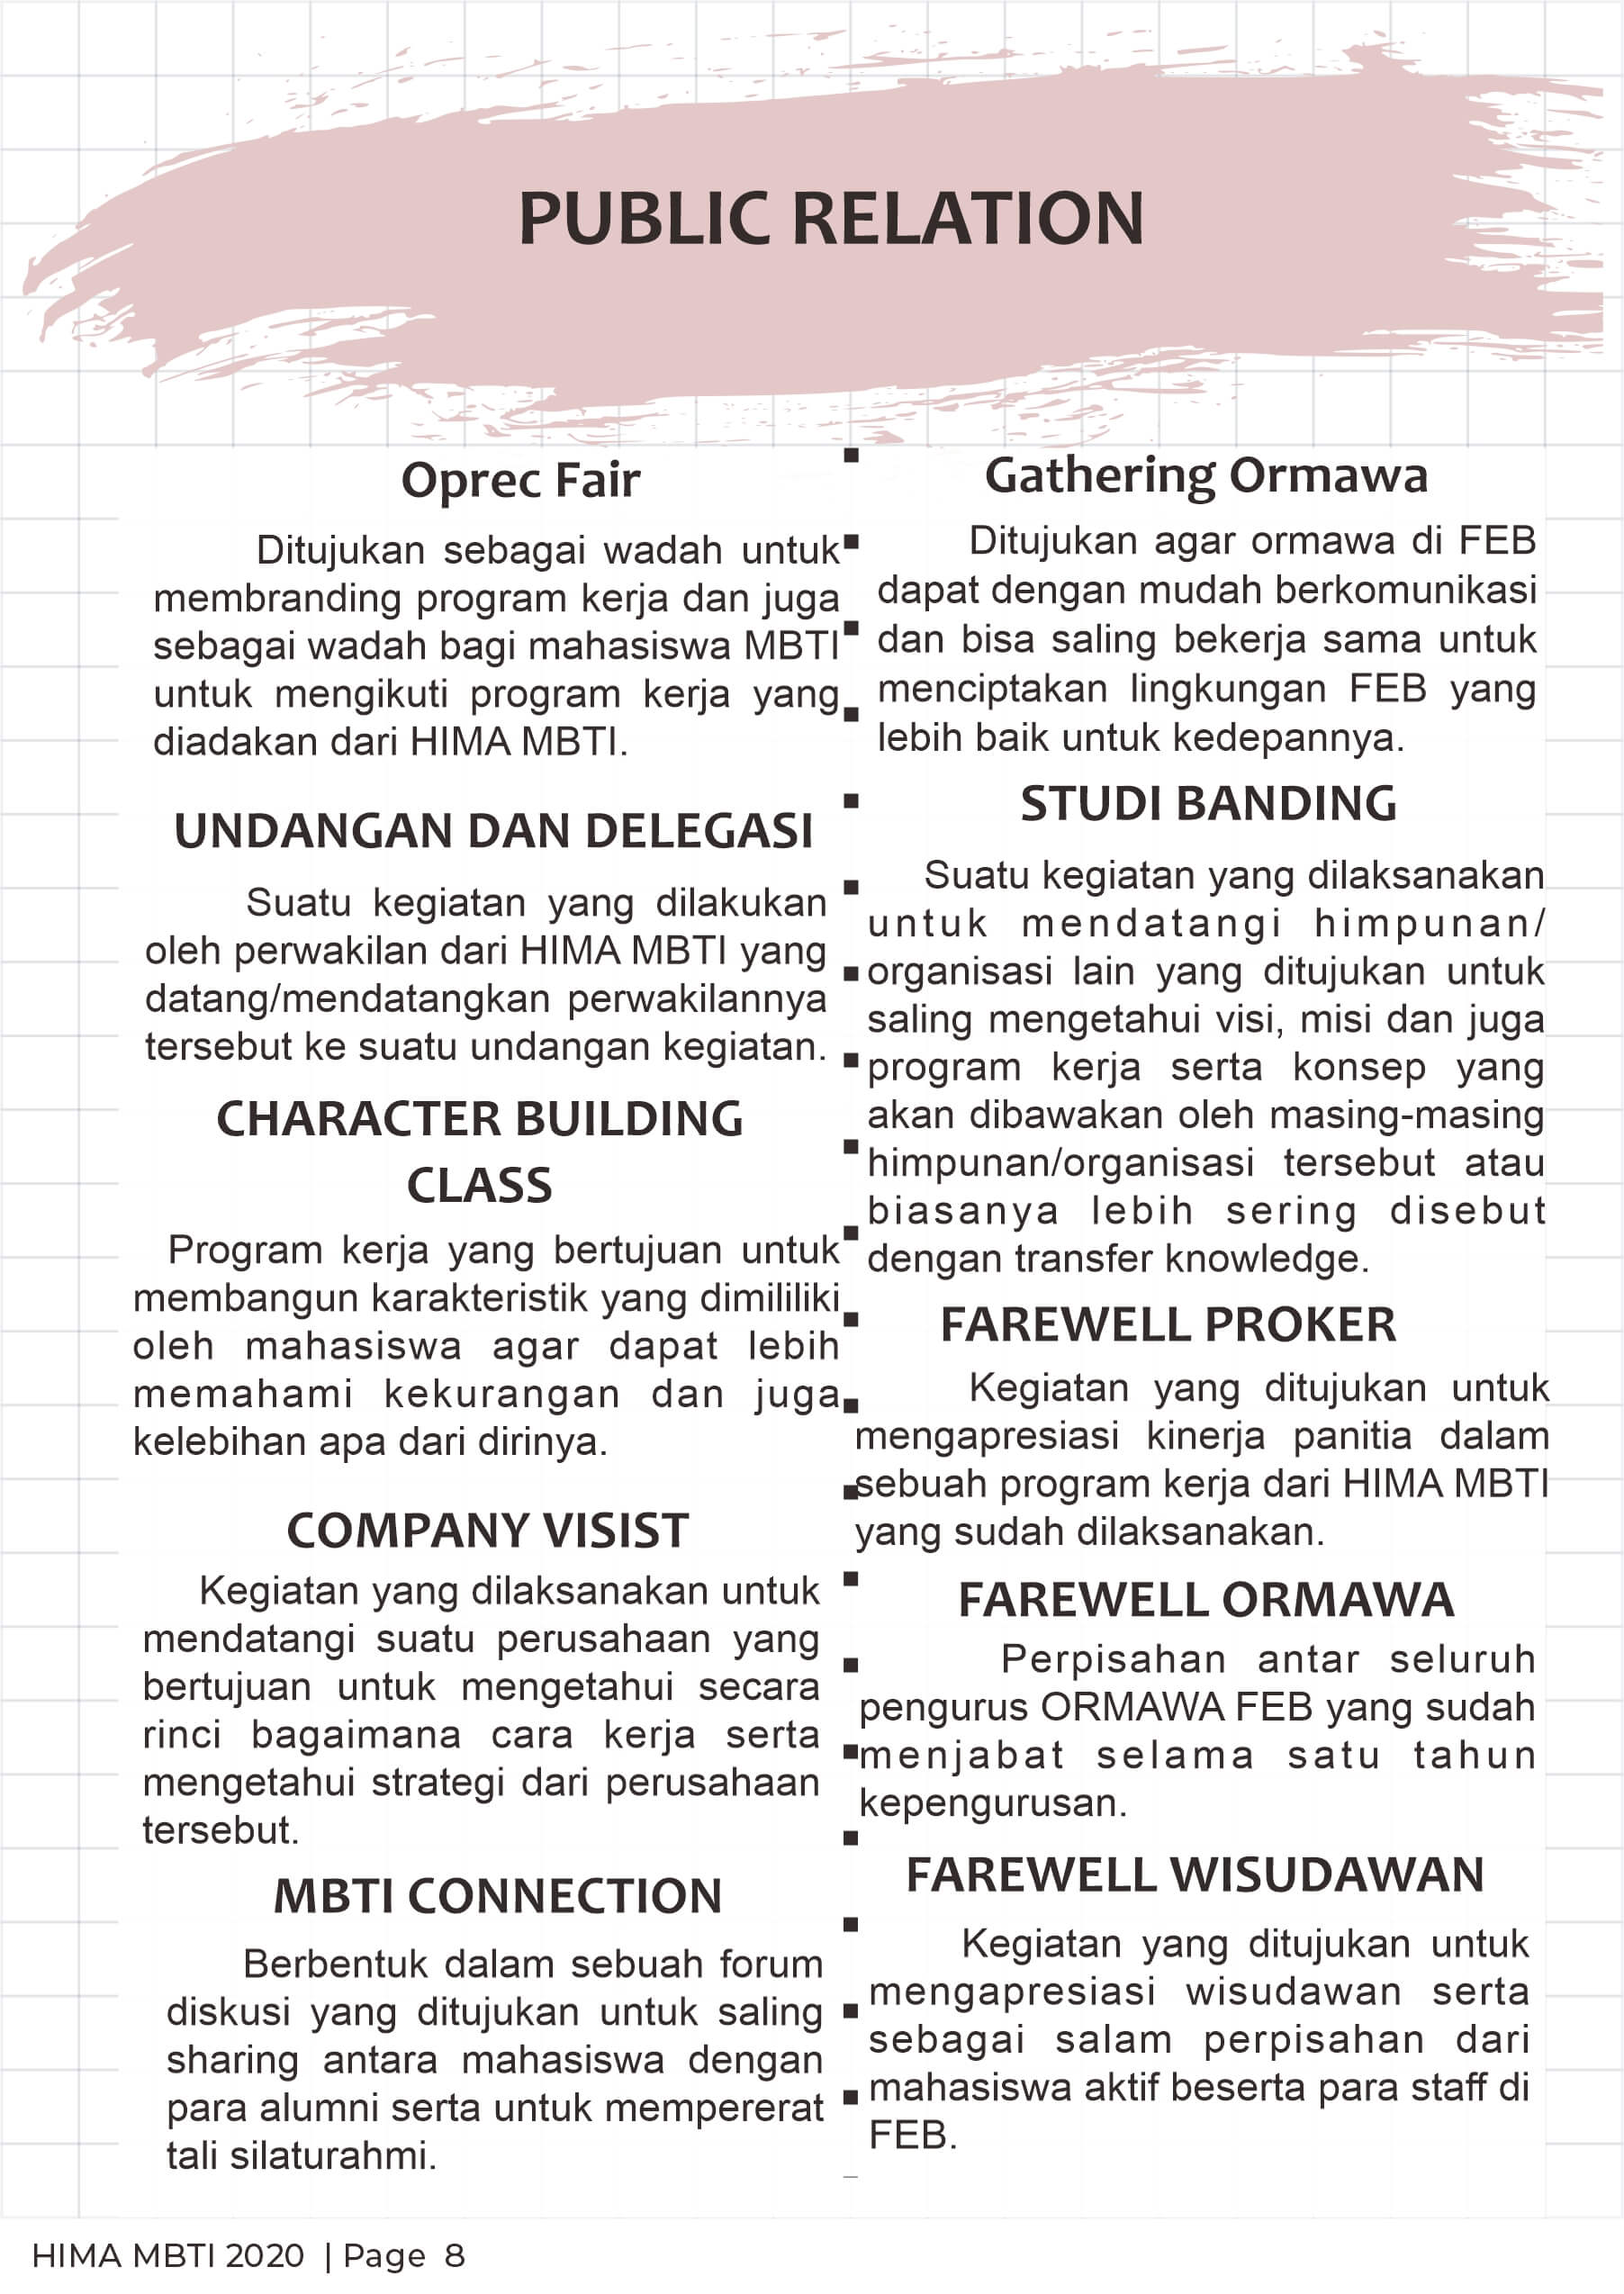 PUBLIC RELATION
Oprec Fair
Ditujukan sebagai wadah untuk
membranding program kerja dan juga
sebagai wadah bagi mahasiswa MBTI
untuk mengikuti program kerja yang
diadakan dari HIMA MBTI.
UNDANGAN DAN DELEGASI
Suatu kegiatan yang dilakukan
oleh perwakilan dari HIMA MBTI yang
datang/mendatangkan perwakilannya
tersebut ke suatu undangan kegiatan.
CHARACTER BUILDING
CLASS
Program kerja yang bertujuan untuk
membangun karakteristik yang dimililiki
oleh mahasiswa agar dapat lebih
memahami kekurangan dan juga
kelebihan apa dari dirinya.
COMPANY VISIST
Kegiatan yang dilaksanakan untuk
mendatangi suatu perusahaan yang
bertujuan untuk mengetahui secara
rinci bagaimana cara kerja serta
mengetahui strategi dari perusahaan
tersebut.
MBTI CONNECTION
Berbentuk dalam sebuah forum
diskusi yang ditujukan untuk saling
sharing antara mahasiswa dengan
para alumni serta untuk mempererat
tali silaturahmi.
Gathering Ormawa
Ditujukan agar ormawa di FEB
dapat dengan mudah berkomunikasi
dan bisa saling bekerja sama untuk
menciptakan lingkungan FEB yang
lebih baik untuk kedepannya.
STUDI BANDING
Suatu kegiatan yang dilaksanakan
untuk mendatangi himpunan/
organisasi lain yang ditujukan untuk
saling mengetahui visi, misi dan juga
program kerja serta konsep yang
akan dibawakan oleh masing-masing
himpunan/organisasi tersebut atau
biasanya lebih sering disebut
dengan transfer knowledge.
FAREWELL PROKER
Kegiatan yang ditujukan untuk
mengapresiasi kinerja panitia dalam
sebuah program kerja dari HIMA MBTI
yang sudah dilaksanakan.
FAREWELL ORMAWA
Perpisahan antar seluruh
pengurus ORMAWA FEB yang sudah
menjabat selama satu tahun
kepengurusan.
FAREWELL WISUDAWAN
Kegiatan yang ditujukan untuk
mengapresiasi wisudawan serta
sebagai salam perpisahan dari
mahasiswa aktif beserta para staff di
FEB.
HIMA MBTI 2020 | Page 8